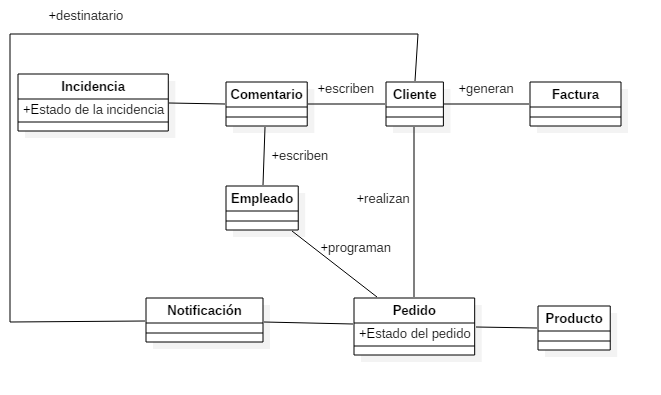 +destinatario
Incidencia
+Estado de la incidencia
Comentario
+escriben
Cliente
+generan
Factura
+escriben
Empleado
+realizan
+programan
Notificación
Pedido
+Estado del pedido
Producto